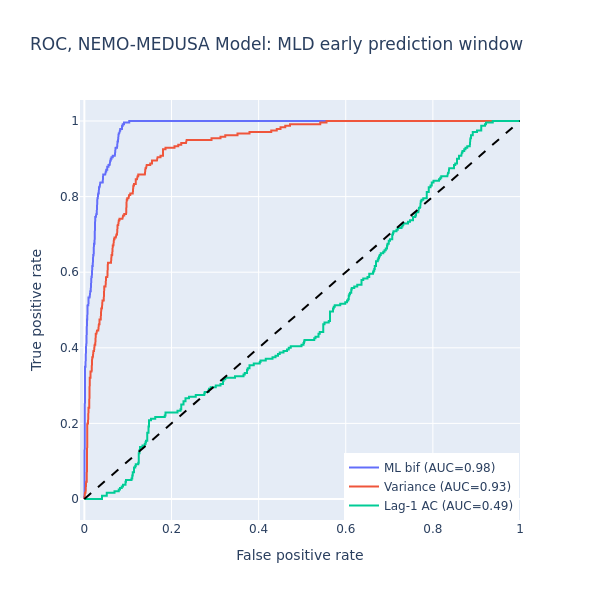 ROC, NEMO-MEDUSA Model: MLD early prediction window
True positive rate
1
0.8
0.6
0.4
0.2
0
ML bif (AUC=0.98)
Variance (AUC=0.93)
Lag-1 AC (AUC=0.49)
0 0.2 0.4 0.6 0.8 1
False positive rate